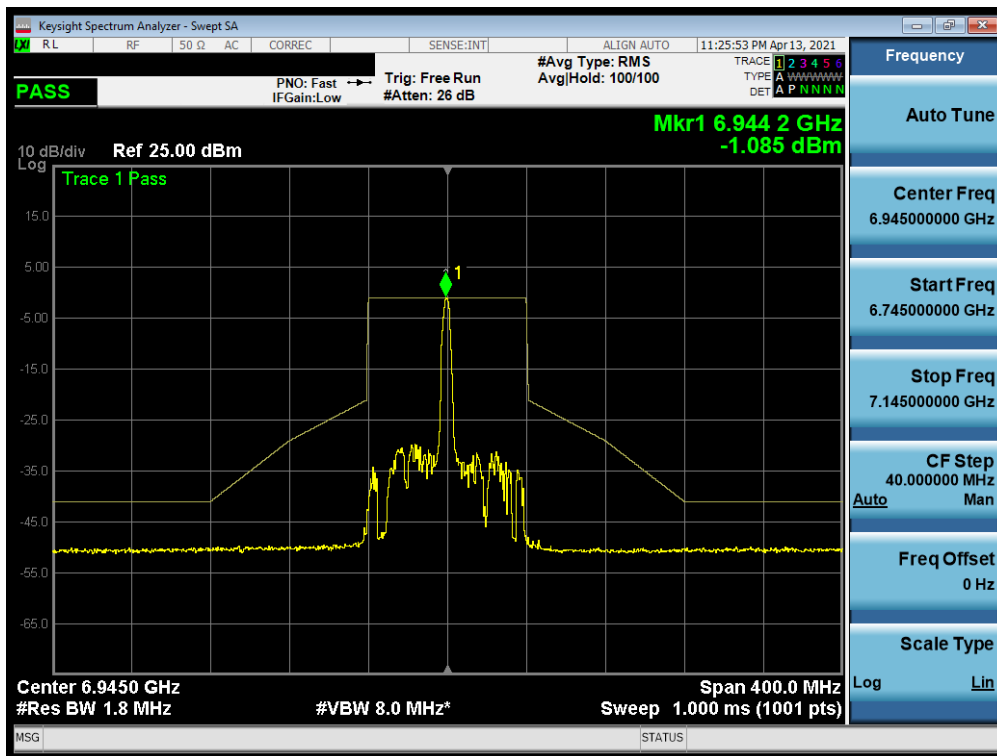 Keysight Spectrum Analyzer - Swept SA
LXI RL RF 50 Ω AC CORREC SENSE:INT ALIGN AUTO 11:25:53 PM Apr 13, 2021
PASS
PNO: Fast
IFGain:Low
Trig: Free Run
#Atten: 26 dB
#Avg Type: RMS
Avg|Hold: 100/100
TRACE 1 2 3 4 5 6
TYPE A WWWWW
DET A P N N N N
Mkr1 6.944 2 GHz
-1.085 dBm
10 dB/div Ref 25.00 dBm
Log
Trace 1 Pass
15.0
5.00
1
-5.00
-15.0
-25.0
-35.0
-45.0
-55.0
-65.0
Center 6.9450 GHz Span 400.0 MHz
#Res BW 1.8 MHz #VBW 8.0 MHz* Sweep 1.000 ms (1001 pts)
MSG STATUS
Frequency
Auto Tune
Center Freq
6.945000000 GHz
Start Freq
6.745000000 GHz
Stop Freq
7.145000000 GHz
CF Step
40.000000 MHz
Auto Man
Freq Offset
0 Hz
Scale Type
Log Lin